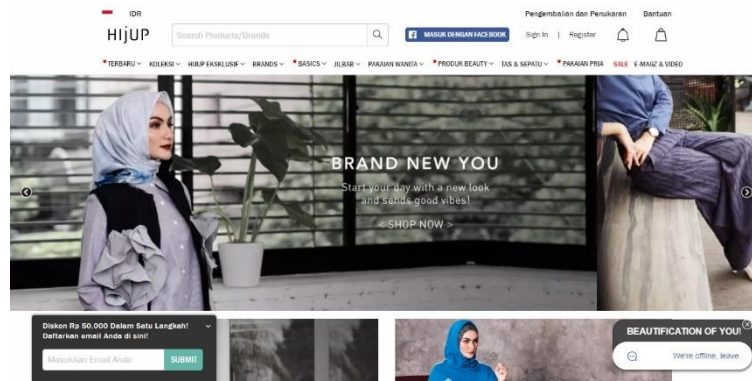 IDR
Pengembalian dan Penukaran Bantuan
HIJUP
Search Products/Brands
MASUK DENGAN FACEBOOK
Sign In | Register
TERBARU KOLEKSI HIJUP EKSKLUSIF BRANDS BASICS JILBAB PAKAIAN WANITA PRODUK BEAUTY TAS & SEPATU PAKAIAN PRIA SALE E-MAGZ & VIDEO
BRAND NEW YOU
Start your day with a new look
and sends good vibes!
< SHOP NOW >
Diskon Rp 50.000 Dalam Satu Langkah!
Daftarkan email Anda di sini!
Masukkan Email Anda SUBMIT
BEAUTIFICATION OF YOU!
We're offline, leave